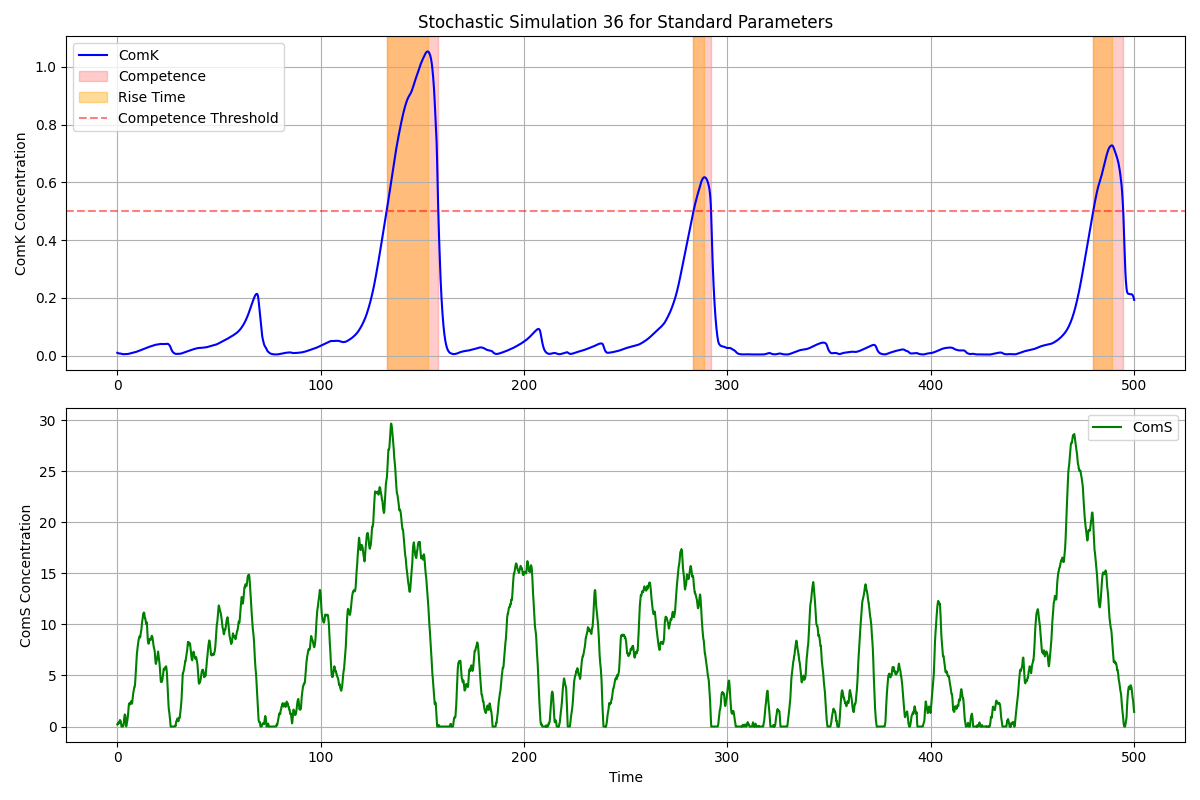 Stochastic Simulation 36 for Standard Parameters
ComK
Competence
Rise Time
Competence Threshold
ComK Concentration
1.0
0.8
0.6
0.4
0.2
0.0
0 100 200 300 400 500
ComS
ComS Concentration
30
25
20
15
10
5
0
0 100 200 300 400 500
Time